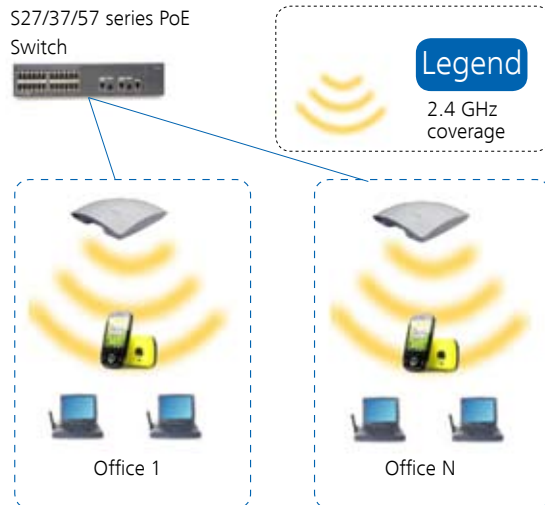 S27/37/57 series PoE
Switch
Legend
2.4 GHz
coverage
Office 1
Office N